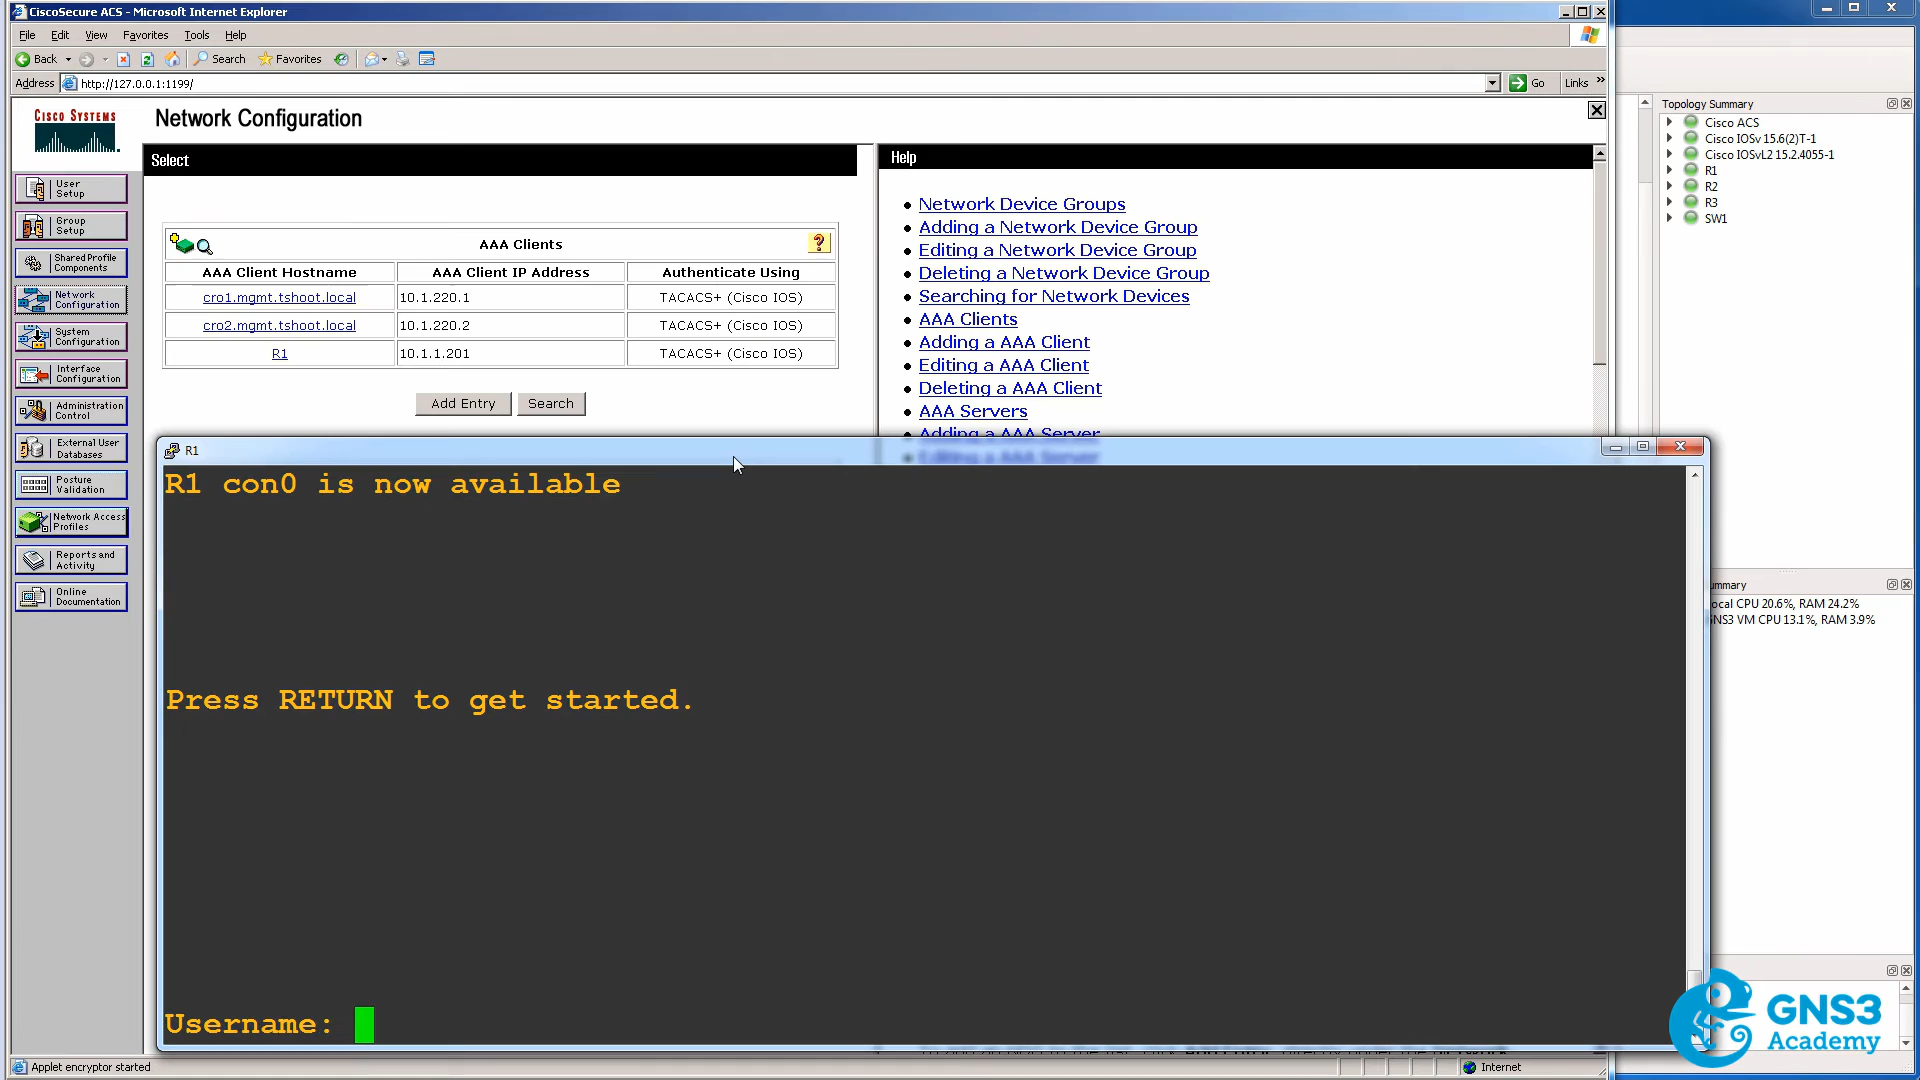 CiscoSecure ACS - Microsoft Internet Explorer
File Edit View Favorites Tools Help
Back Search Favorites
Address http://127.0.0.1:1199/ Go Links »
CISCO SYSTEMS
Network Configuration
Select
Help
User Setup
Group Setup
Shared Profile Components
Network Configuration
System Configuration
Interface Configuration
Administration Control
External User Databases
Posture Validation
Network Access Profiles
Reports and Activity
Online Documentation
AAA Clients
AAA Client Hostname AAA Client IP Address Authenticate Using
cro1.mgmt.tshoot.local 10.1.220.1 TACACS+ (Cisco IOS)
cro2.mgmt.tshoot.local 10.1.220.2 TACACS+ (Cisco IOS)
R1 10.1.1.201 TACACS+ (Cisco IOS)
Add Entry Search
Network Device Groups
Adding a Network Device Group
Editing a Network Device Group
Deleting a Network Device Group
Searching for Network Devices
AAA Clients
Adding a AAA Client
Editing a AAA Client
Deleting a AAA Client
AAA Servers
Adding a AAA Server
Editing a AAA Server
R1
R1 con0 is now available
Press RETURN to get started.
Username:
Topology Summary
Cisco ACS
Cisco IOSv 15.6(2)T-1
Cisco IOSvL2 15.2.4055-1
R1
R2
R3
SW1
ummary
ocal CPU 20.6%, RAM 24.2%
GNS3 VM CPU 13.1%, RAM 3.9%
GNS3
Academy
Applet encryptor started
Internet